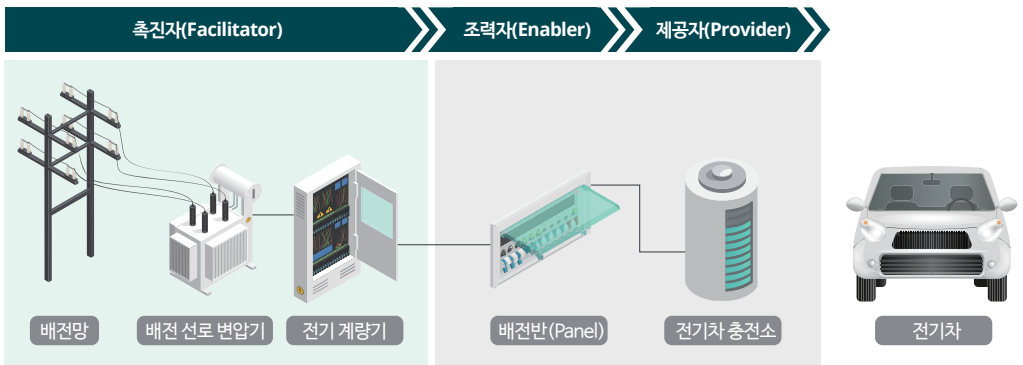 촉진자(Facilitator)
조력자(Enabler)
제공자(Provider)
배전망
배전 선로 변압기
전기 계량기
배전반(Panel)
전기차 충전소
전기차